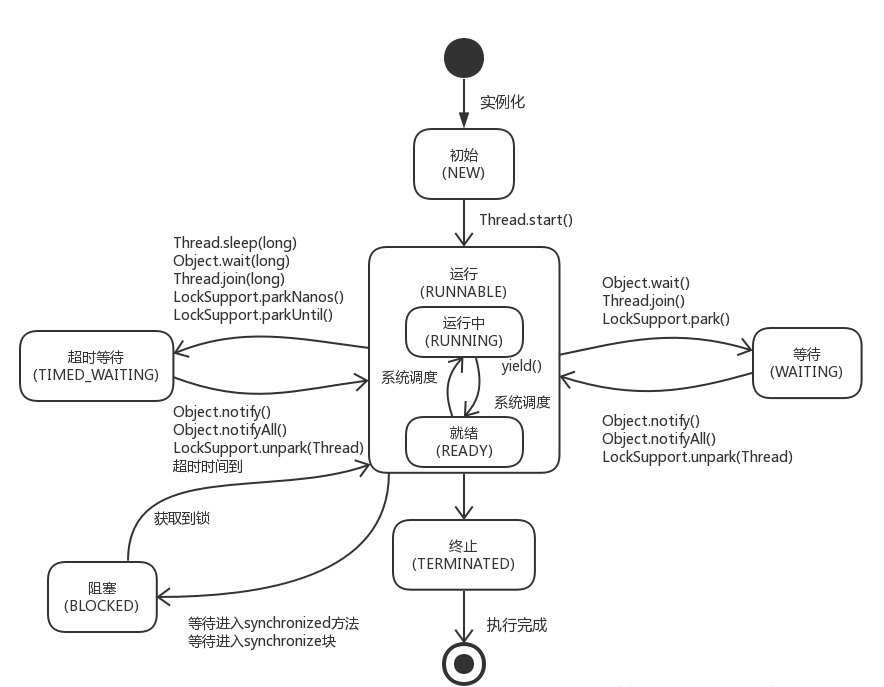 实例化
初始
(NEW)
Thread.start()
Thread.sleep(long)
Object.wait(long)
Thread.join(long)
LockSupport.parkNanos()
LockSupport.parkUntil()
运行
(RUNNABLE)
Object.wait()
Thread.join()
LockSupport.park()
运行中
(RUNNING)
超时等待
(TIMED_WAITING)
等待
(WAITING)
系统调度
yield()
系统调度
Object.notify()
Object.notifyAll()
LockSupport.unpark(Thread)
超时时间到
就绪
(READY)
Object.notify()
Object.notifyAll()
LockSupport.unpark(Thread)
获取到锁
终止
(TERMINATED)
阻塞
(BLOCKED)
等待进入synchronized方法
等待进入synchronize块
执行完成